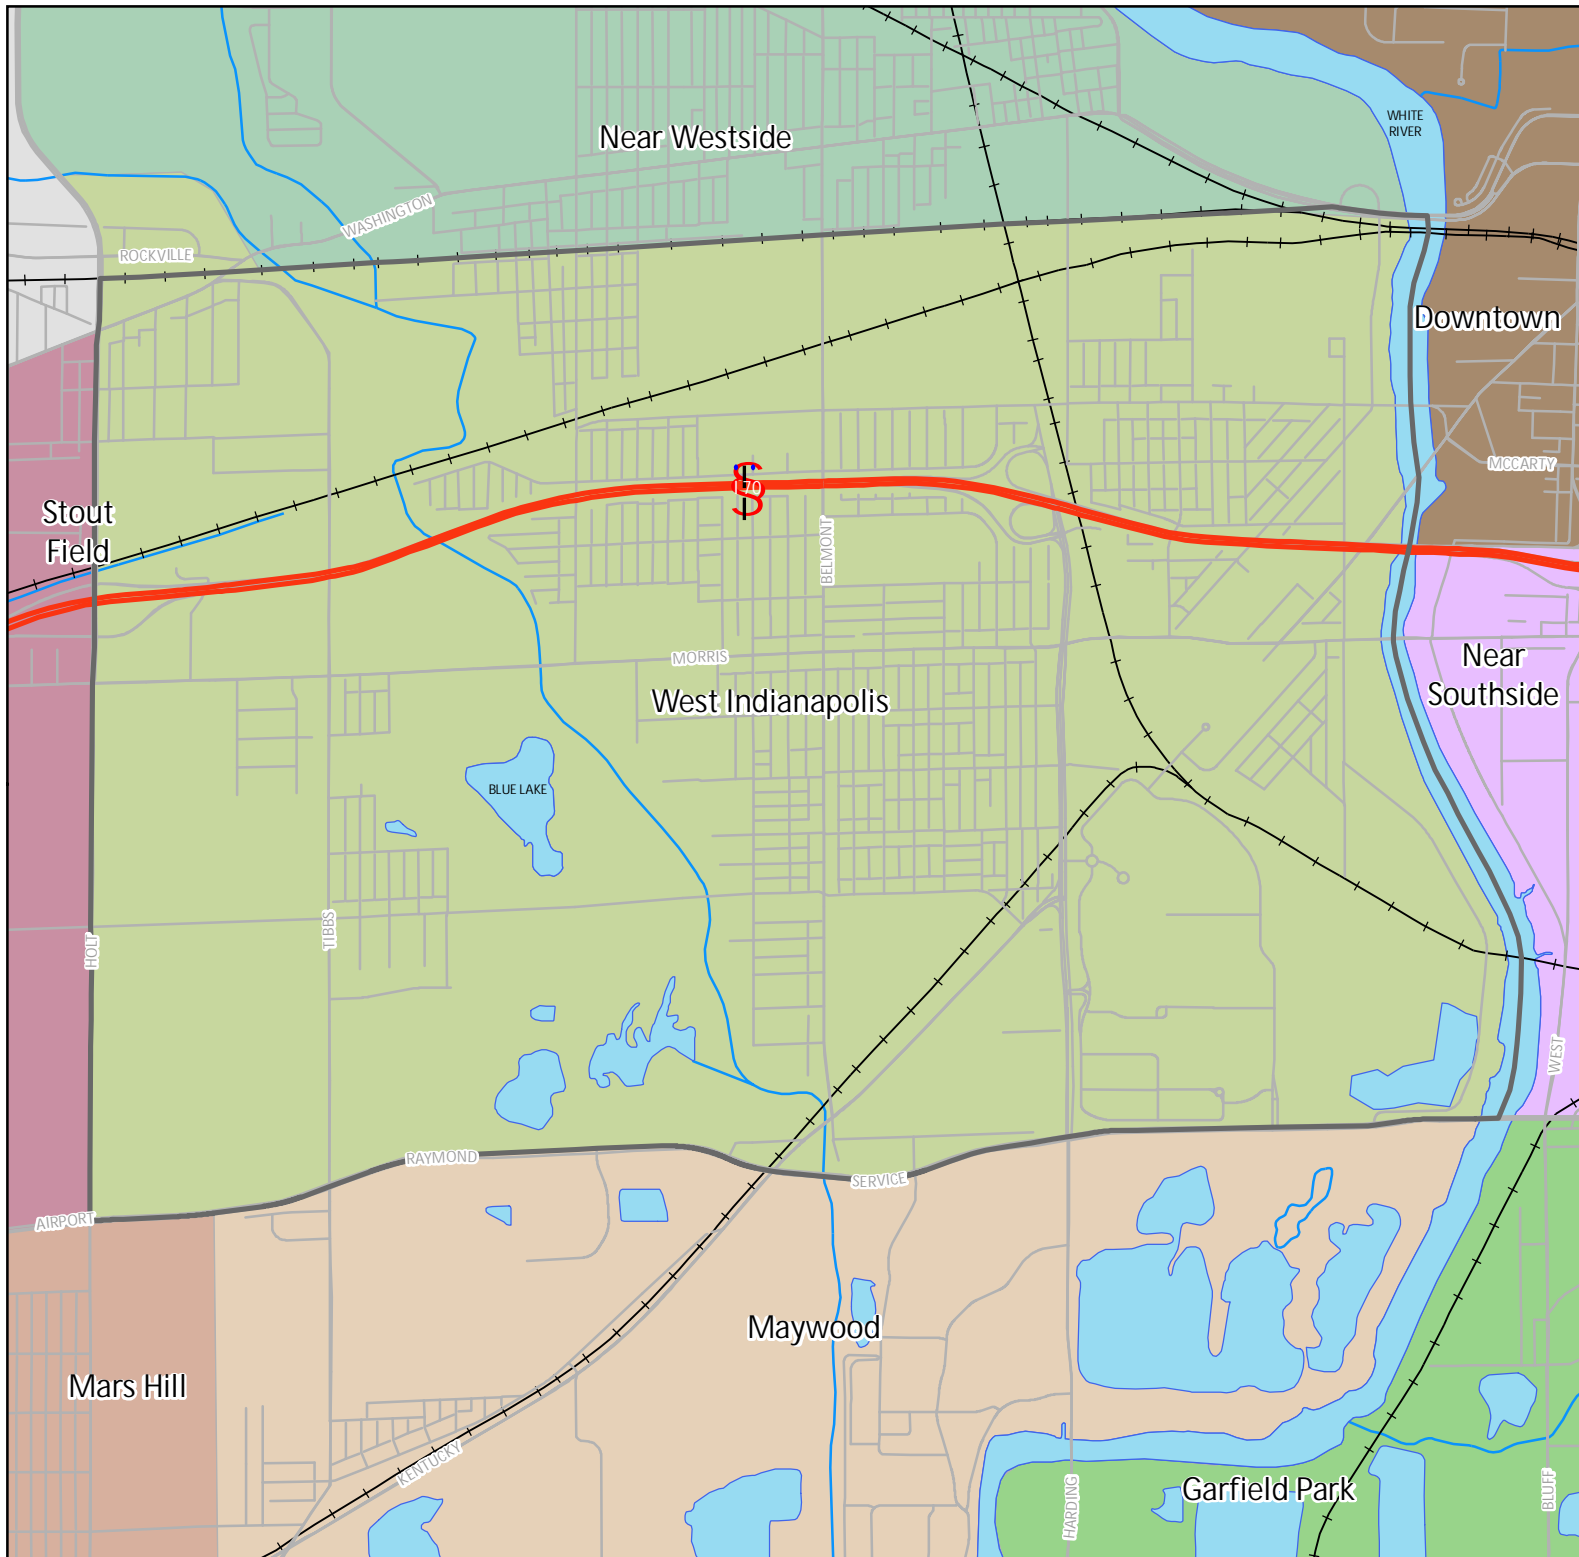 WHITE
RIVER
Near Westside
WASHINGTON
ROCKVILLE
Downtown
MCCARTY
I-70
Stout
Field
BELMONT
MORRIS
Near
Southside
West Indianapolis
BLUE LAKE
TIBBS
HOLT
WEST
RAYMOND
SERVICE
AIRPORT
Maywood
Mars Hill
KENTUCKY
Garfield Park
HARDING
BLUFF